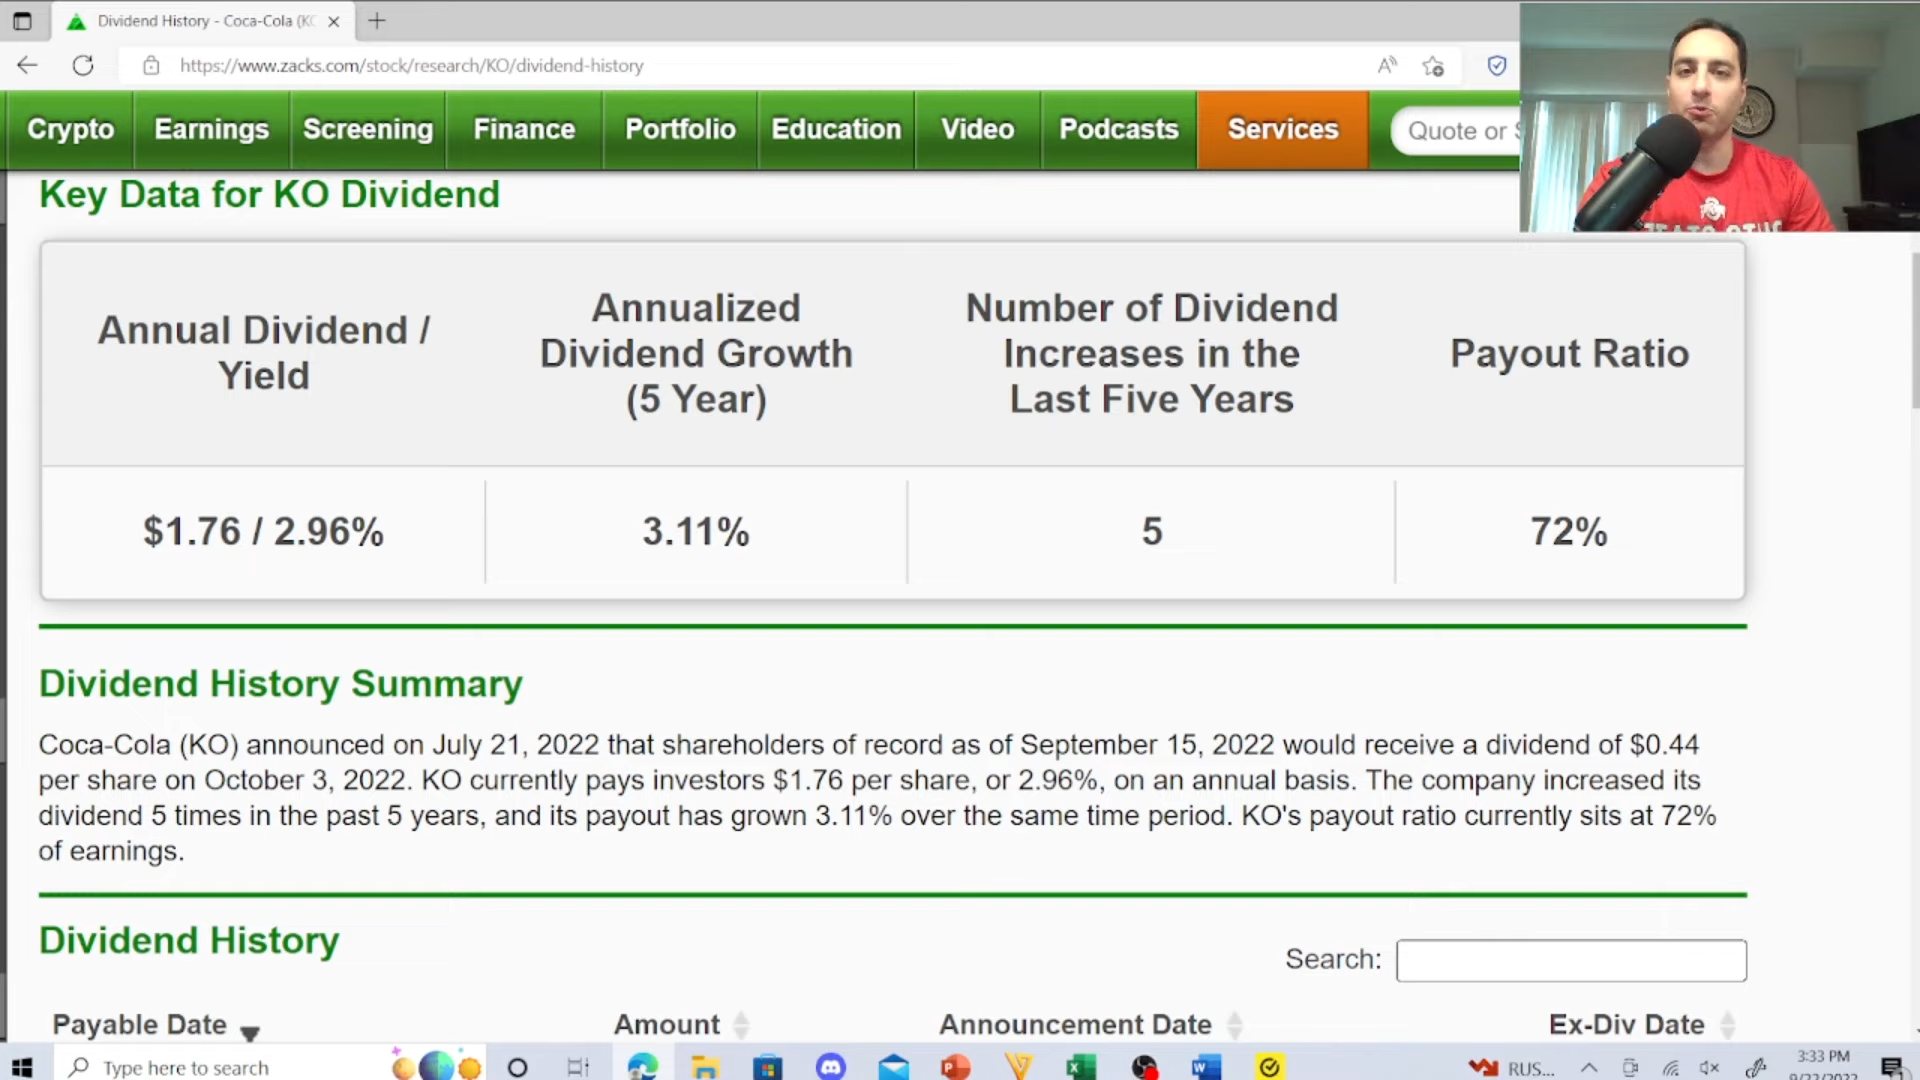 Dividend History - Coca-Cola (KO
https://www.zacks.com/stock/research/KO/dividend-history
Crypto
Earnings
Screening
Finance
Portfolio
Education
Video
Podcasts
Services
Quote or S
Key Data for KO Dividend
Annual Dividend /
Yield
Annualized
Dividend Growth
(5 Year)
Number of Dividend
Increases in the
Last Five Years
Payout Ratio
$1.76 / 2.96%
3.11%
5
72%
Dividend History Summary
Coca-Cola (KO) announced on July 21, 2022 that shareholders of record as of September 15, 2022 would receive a dividend of $0.44
per share on October 3, 2022. KO currently pays investors $1.76 per share, or 2.96%, on an annual basis. The company increased its
dividend 5 times in the past 5 years, and its payout has grown 3.11% over the same time period. KO's payout ratio currently sits at 72%
of earnings.
Dividend History
Search:
Payable Date
Amount
Announcement Date
Ex-Div Date
Type here to search
RUS...
3:33 PM